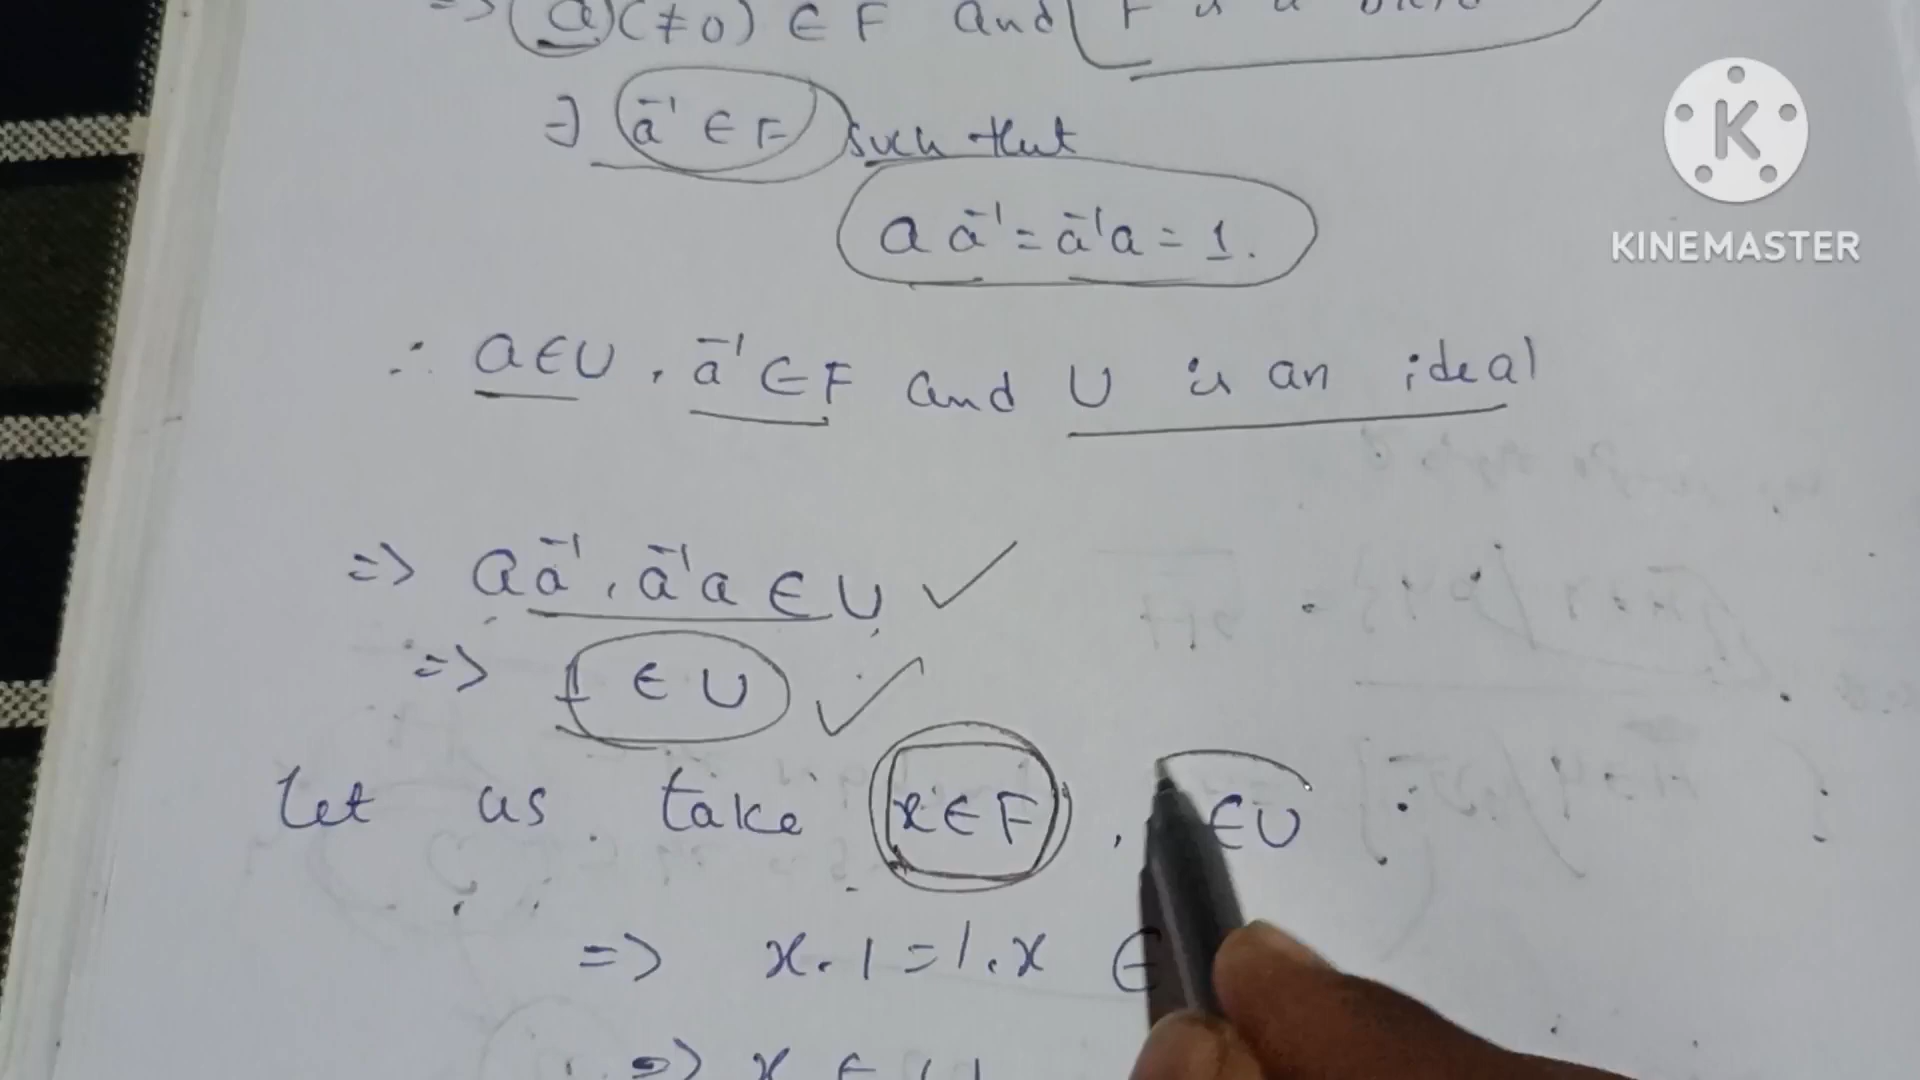 => a (≠0) ∈ F and F is a
∃ a⁻¹ ∈ F such that
a a⁻¹ = a⁻¹a = 1.
KINEMASTER
∴ a∈U, a⁻¹ ∈ F and U is an ideal
=> a a⁻¹, a⁻¹a ∈ U ✓
=> 1 ∈ U ✓
Let us take x ∈ F, ∈ U
=> x.1 = 1.x ∈
=> x ∈ U